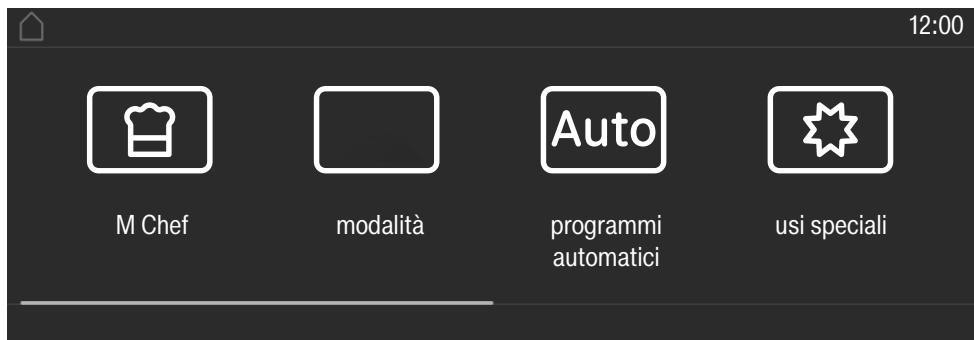 12:00
Auto
M Chef
modalità
programmi
automatici
usi speciali